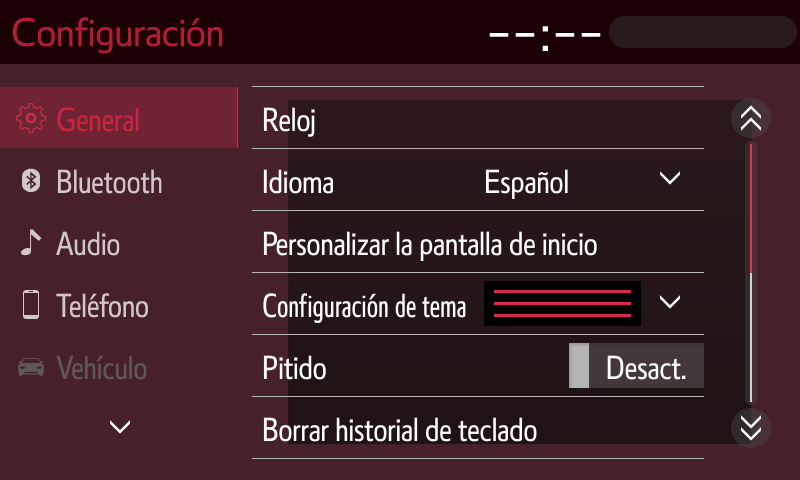 Configuración
--:--
General
Bluetooth
Audio
Teléfono
Vehículo
Reloj
Idioma Español
Personalizar la pantalla de inicio
Configuración de tema
Pitido Desact.
Borrar historial de teclado